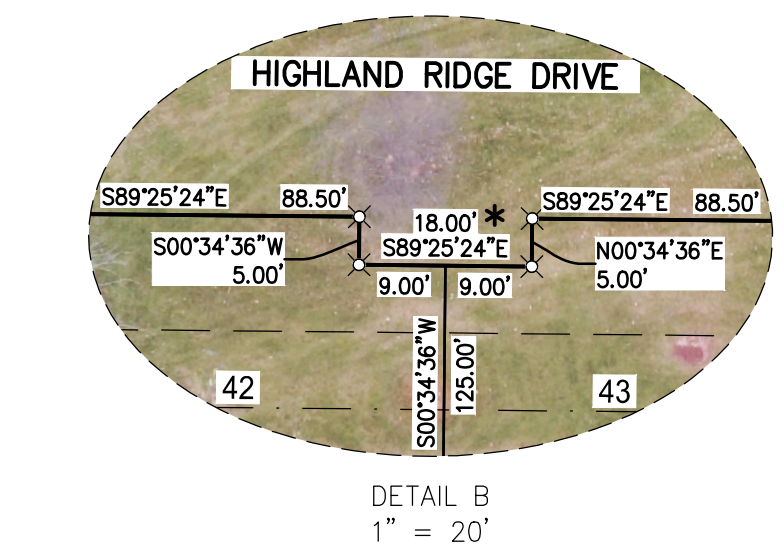 HIGHLAND RIDGE DRIVE
S89°25'24"E 88.50'
18.00' *
S89°25'24"E 88.50'
S00°34'36"W
5.00'
S89°25'24"E
N00°34'36"E
5.00'
9.00' 9.00'
S00°34'36"W
125.00'
42
43
DETAIL B
1" = 20'